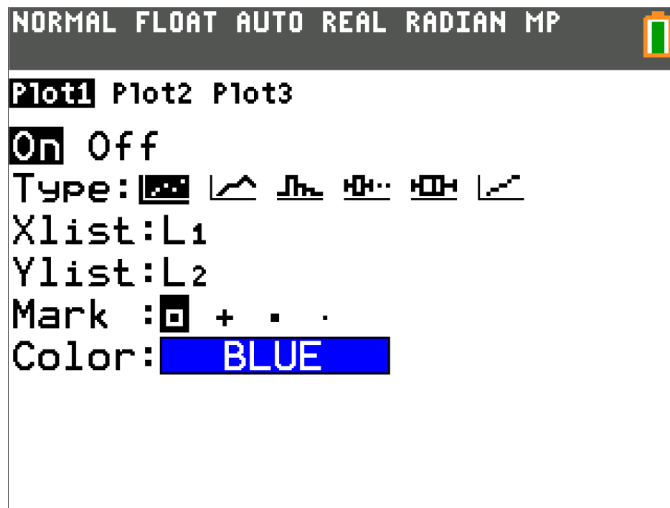 NORMAL FLOAT AUTO REAL RADIAN MP
Plot1 Plot2 Plot3
On Off
Type:
Xlist:L1
Ylist:L2
Mark :
Color: BLUE